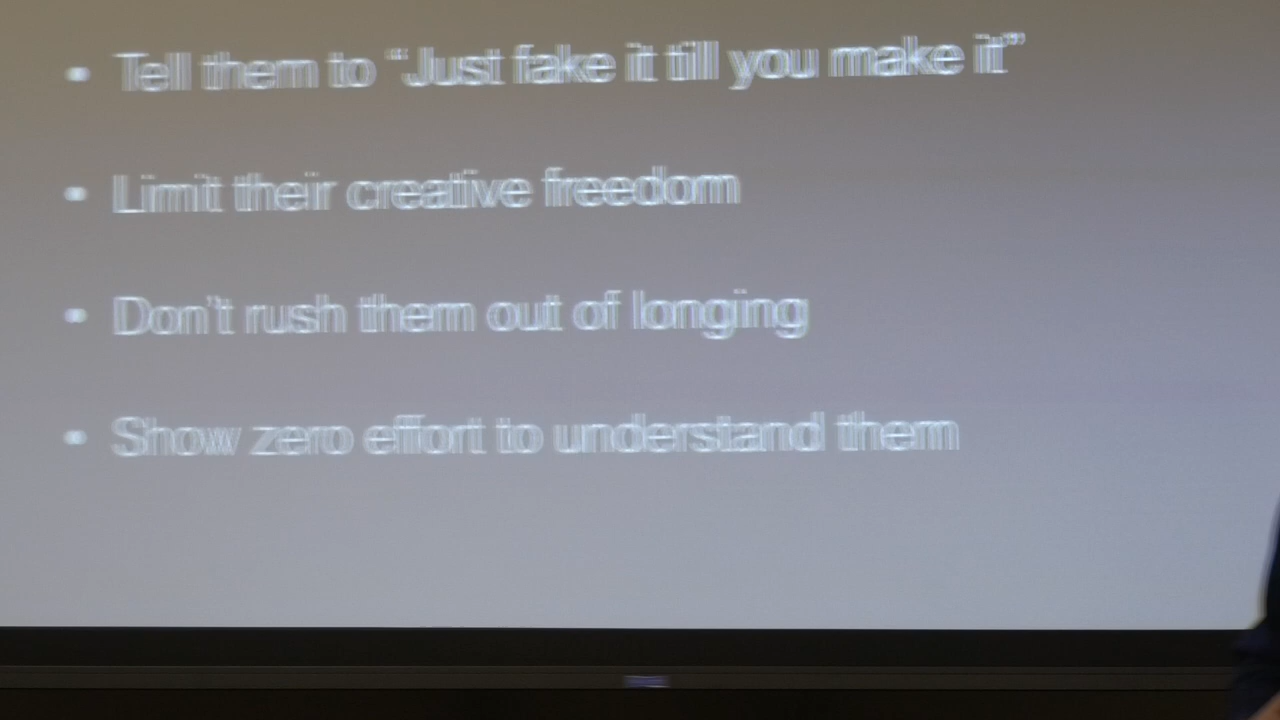 • Tell them to “Just fake it till you make it”
• Limit their creative freedom
• Don’t rush them out of longing
• Show zero effort to understand them